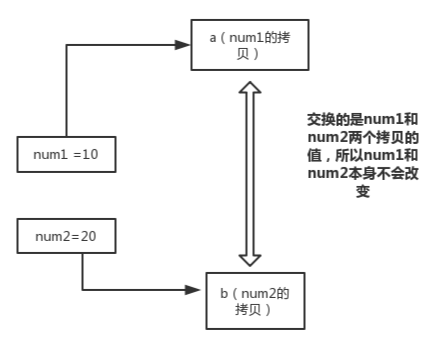 a（num1的拷
贝）
num1 =10
交换的是num1和
num2两个拷贝的
值，所以num1和
num2本身不会改
变
num2=20
b（num2的
拷贝）